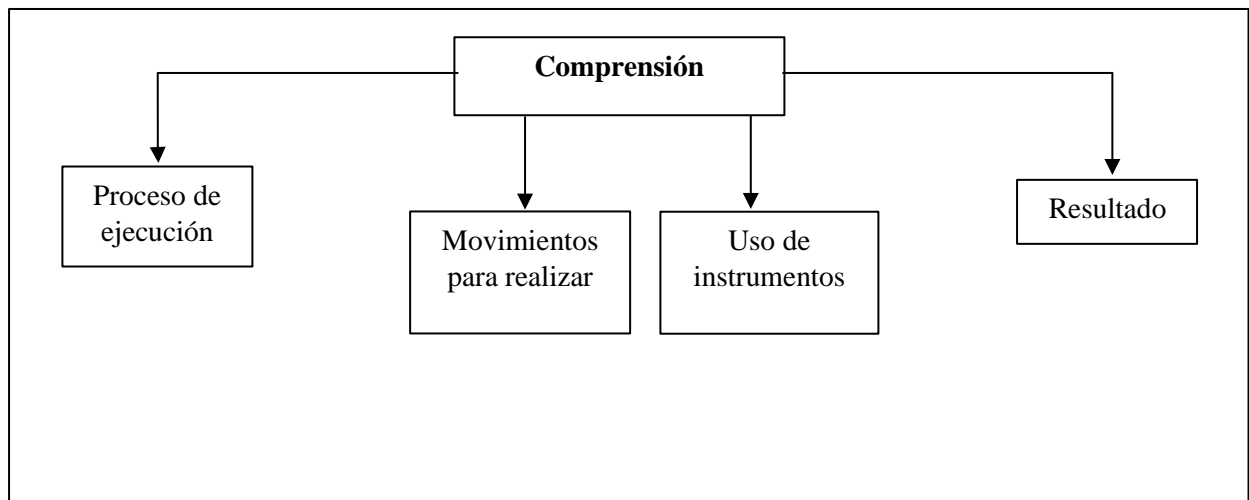 Comprensión
Proceso de
ejecución
Movimientos
para realizar
Uso de
instrumentos
Resultado